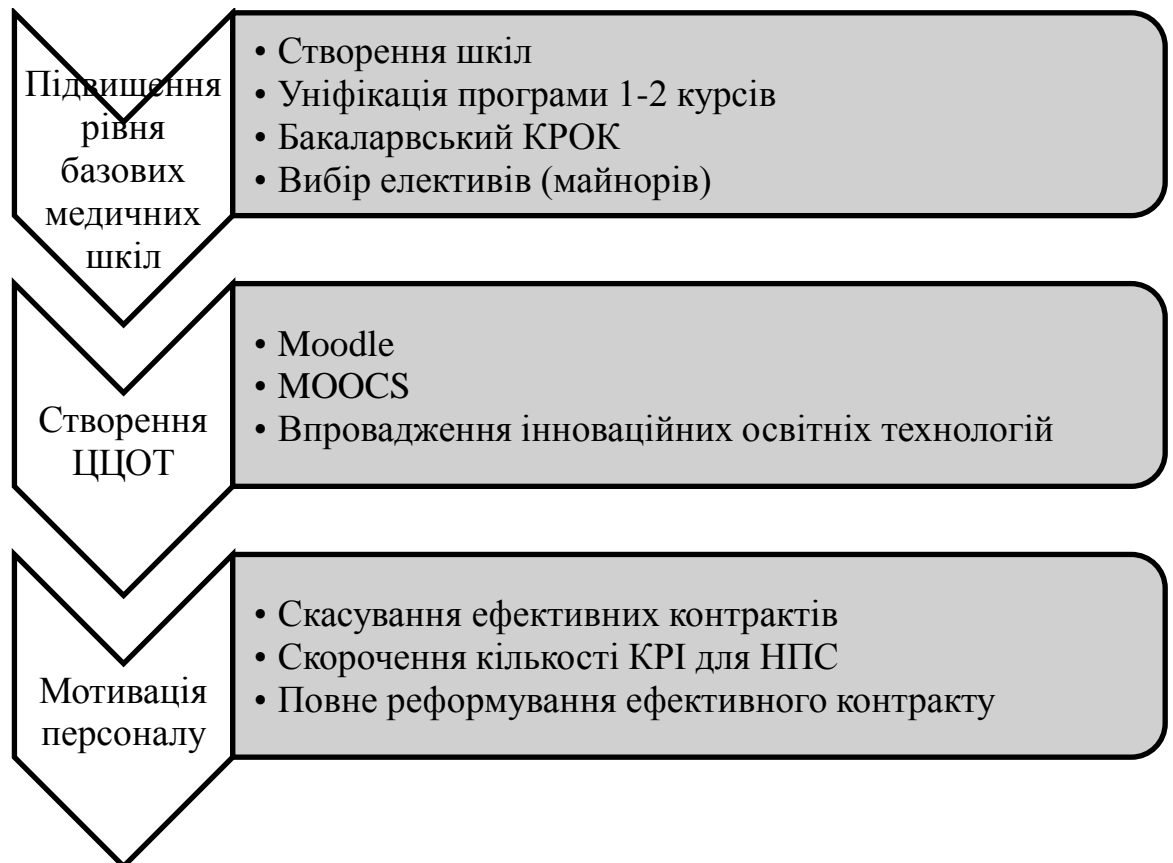 Підвищення
рівня
базових
медичних
шкіл
• Створення шкіл
• Уніфікація програми 1-2 курсів
• Бакаларвський КРОК
• Вибір елективів (майнорів)
Створення
ЦЦОТ
• Moodle
• MOOCS
• Впровадження інноваційних освітніх технологій
Мотивація
персоналу
• Скасування ефективних контрактів
• Скорочення кількості KPI для НПС
• Повне реформування ефективного контракту